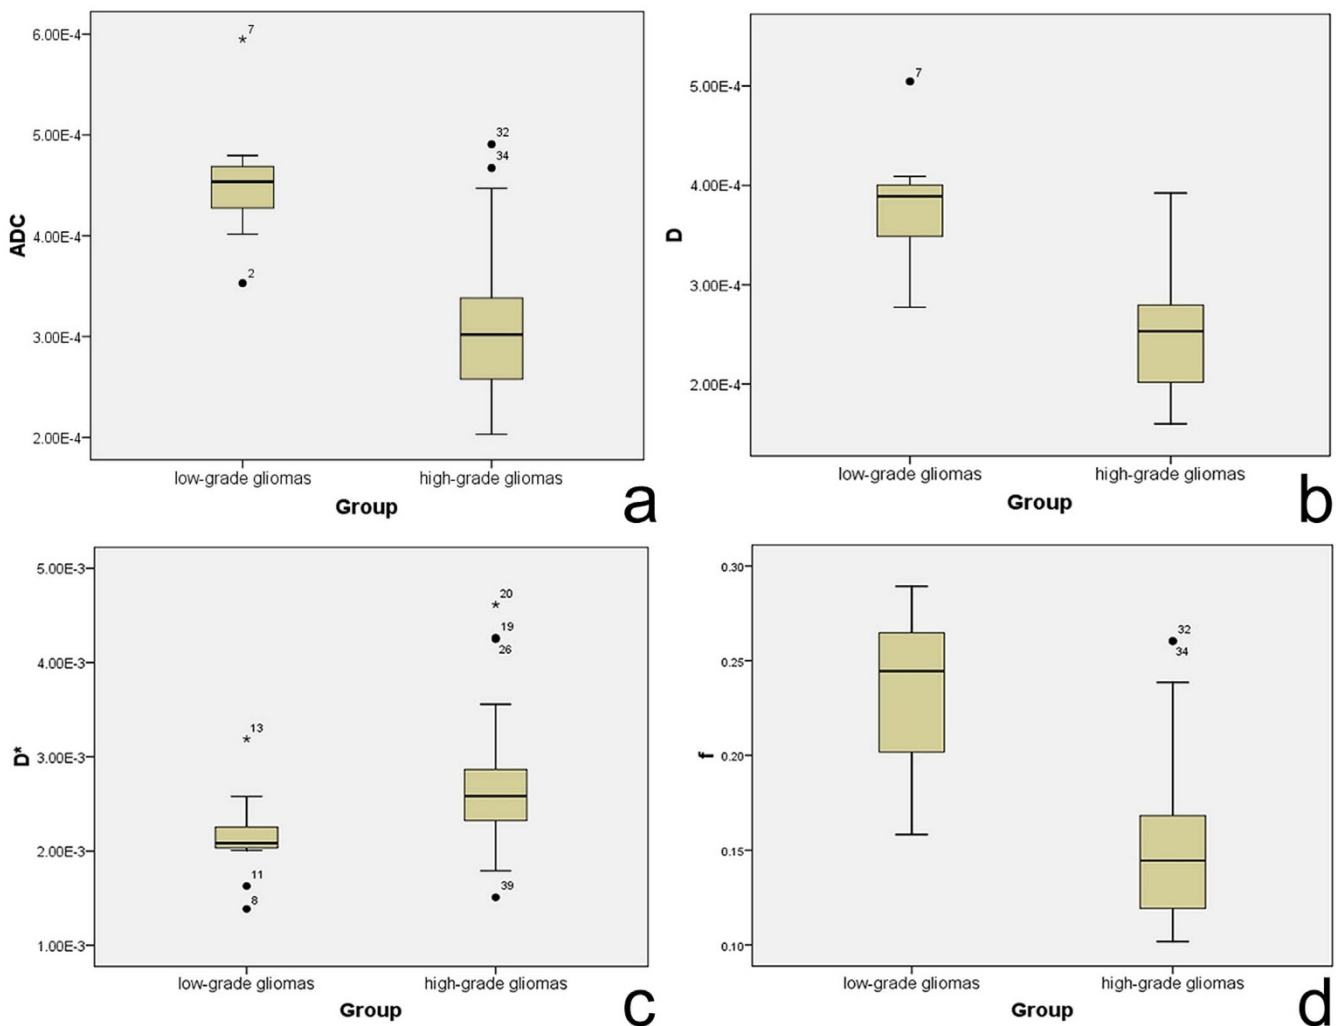 6.00E-4
5.00E-4
4.00E-4
3.00E-4
2.00E-4
ADC
7
2
32
34
low-grade gliomas
high-grade gliomas
Group
a
5.00E-4
4.00E-4
3.00E-4
2.00E-4
D
7
low-grade gliomas
high-grade gliomas
Group
b
5.00E-3
4.00E-3
3.00E-3
2.00E-3
1.00E-3
D*
13
11
8
20
19
26
39
low-grade gliomas
high-grade gliomas
Group
c
0.30
0.25
0.20
0.15
0.10
f
32
34
low-grade gliomas
high-grade gliomas
Group
d